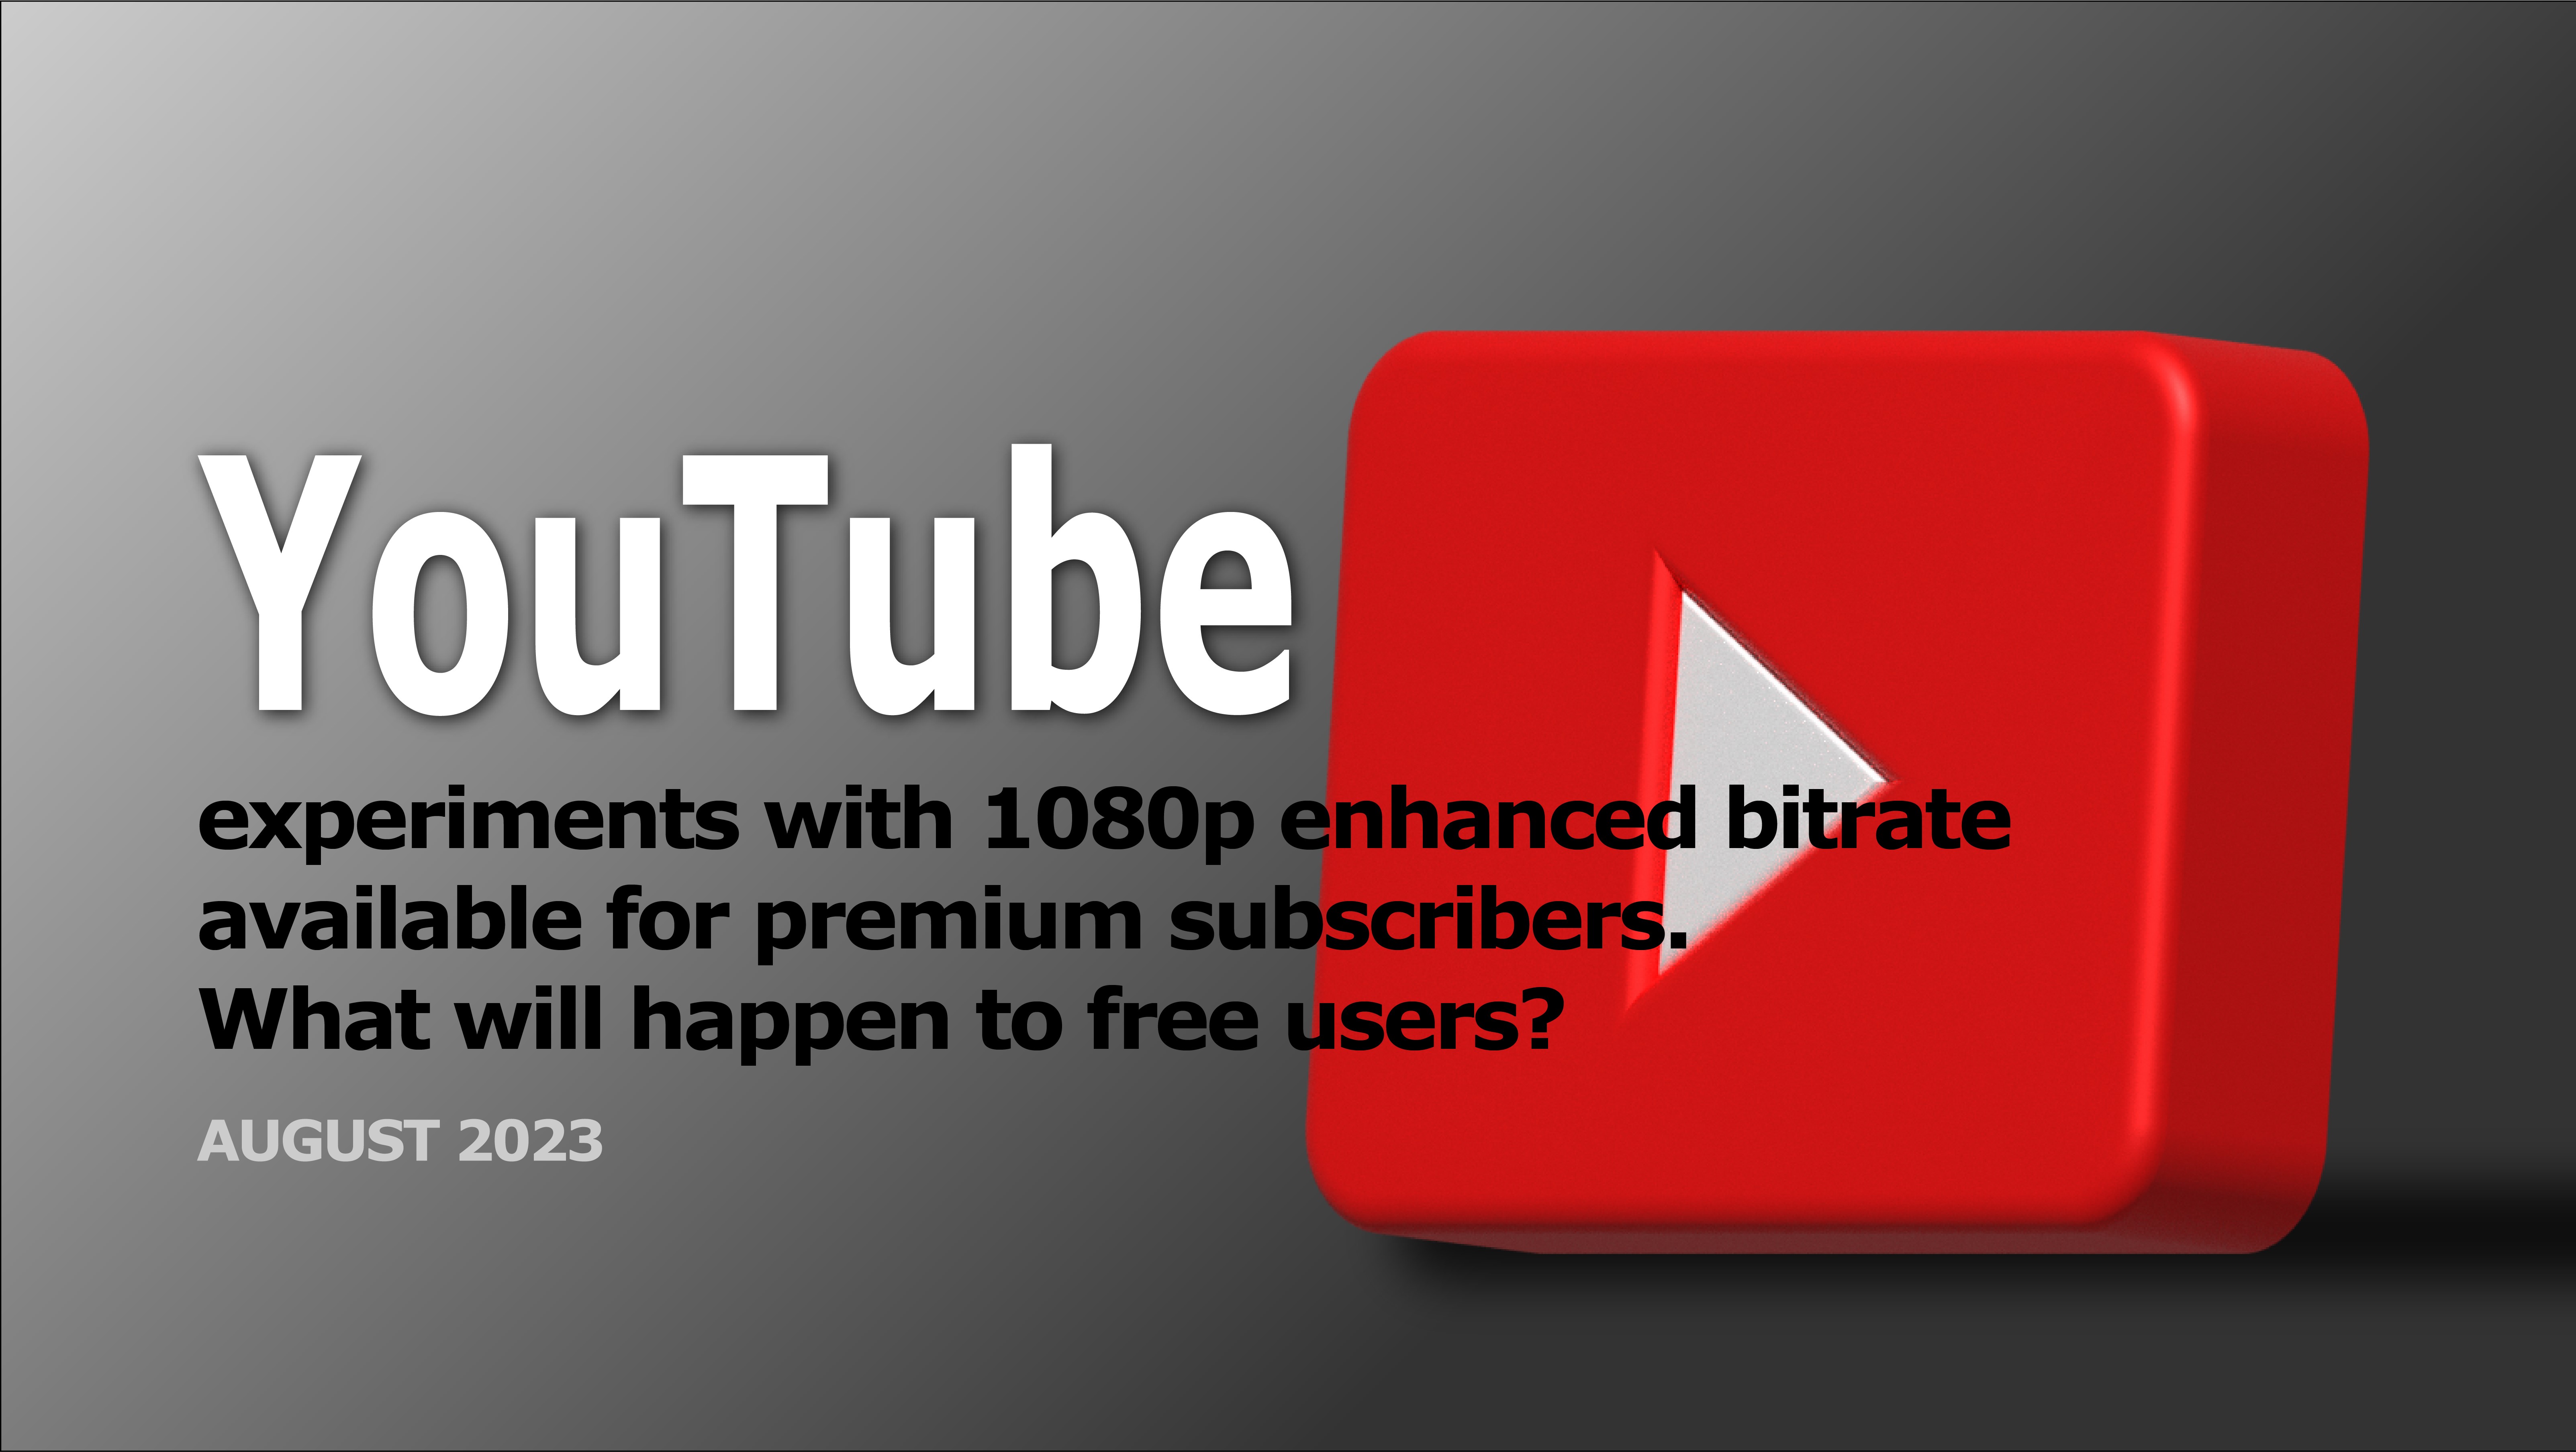 YouTube
experiments with 1080p enhanced bitrate
available for premium subscribers.
What will happen to free users?
AUGUST 2023